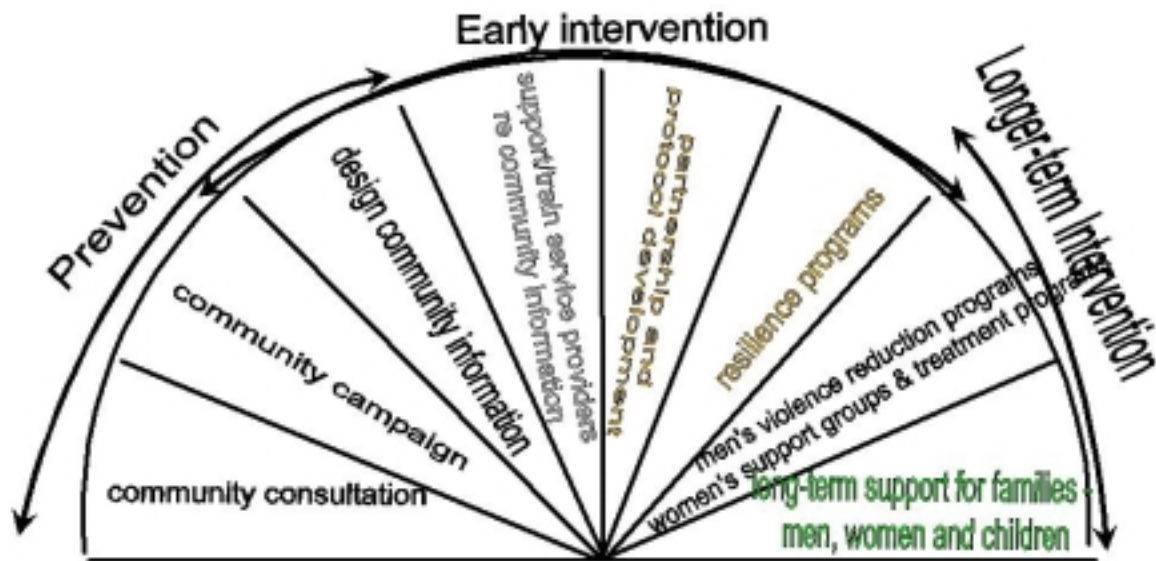 Early intervention
Prevention
Longer-term Intervention
community consultation
community campaign
design community information
support/train service providers
re community information
partnership and
protocol development
resilience programs
men's violence reduction programs
women's support groups & treatment programs
long-term support for families -
men, women and children